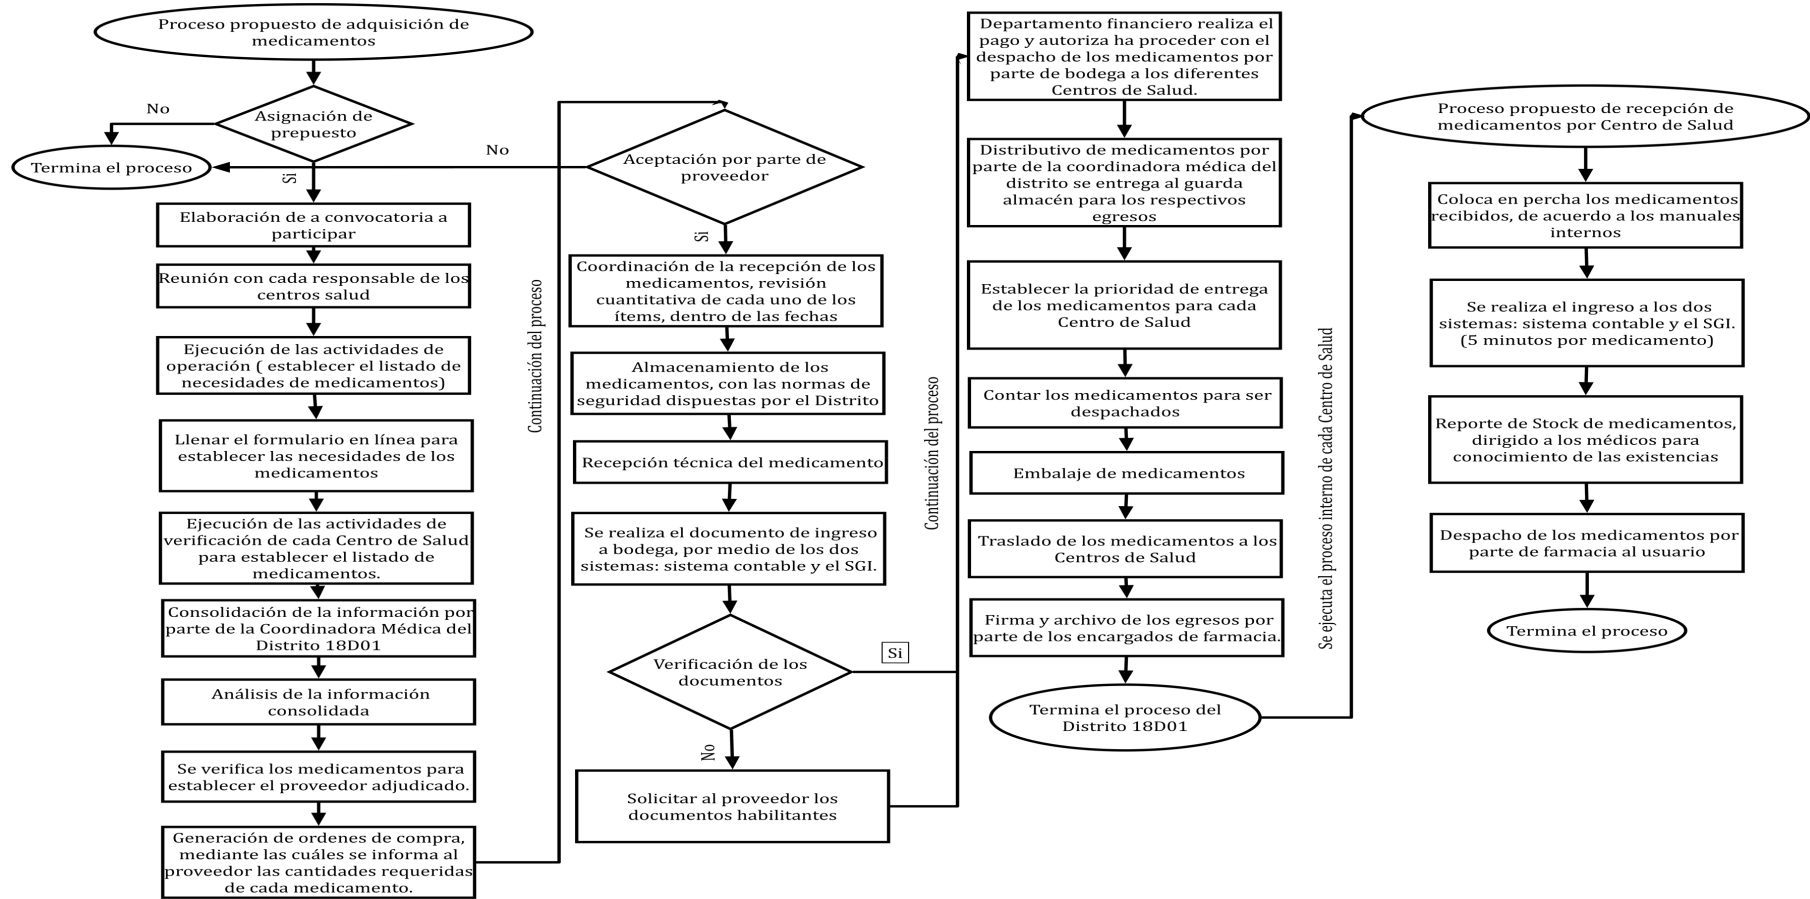 Proceso propuesto de adquisición de
medicamentos
No
Asignación de
prepuesto
Termina el proceso
Si
Elaboración de a convocatoria a
participar
Reunión con cada responsable de los
centros salud
Ejecución de las actividades de
operación ( establecer el listado de
necesidades de medicamentos)
Llenar el formulario en línea para
establecer las necesidades de los
medicamentos
Ejecución de las actividades de
verificación de cada Centro de Salud
para establecer el listado de
medicamentos.
Consolidación de la información por
parte de la Coordinadora Médica del
Distrito 18D01
Análisis de la información
consolidada
Se verifica los medicamentos para
establecer el proveedor adjudicado.
Generación de ordenes de compra,
mediante las cuáles se informa al
proveedor las cantidades requeridas
de cada medicamento.
Continuación del proceso
No
Aceptación por parte de
proveedor
Si
Coordinación de la recepción de los
medicamentos, revisión
cuantitativa de cada uno de los
ítems, dentro de las fechas
Almacenamiento de los
medicamentos, con las normas de
seguridad dispuestas por el Distrito
Recepción técnica del medicamento
Se realiza el documento de ingreso
a bodega, por medio de los dos
sistemas: sistema contable y el SGI.
Verificación de los
documentos
Si
No
Solicitar al proveedor los
documentos habilitantes
Continuación del proceso
Departamento financiero realiza el
pago y autoriza ha proceder con el
despacho de los medicamentos por
parte de bodega a los diferentes
Centros de Salud.
Distributivo de medicamentos por
parte de la coordinadora médica del
distrito se entrega al guarda
almacén para los respectivos
egresos
Establecer la prioridad de entrega
de los medicamentos para cada
Centro de Salud
Contar los medicamentos para ser
despachados
Embalaje de medicamentos
Traslado de los medicamentos a los
Centros de Salud
Firma y archivo de los egresos por
parte de los encargados de farmacia.
Termina el proceso del
Distrito 18D01
Se ejecuta el proceso interno de cada Centro de Salud
Proceso propuesto de recepción de
medicamentos por Centro de Salud
Coloca en percha los medicamentos
recibidos, de acuerdo a los manuales
internos
Se realiza el ingreso a los dos
sistemas: sistema contable y el SGI.
(5 minutos por medicamento)
Reporte de Stock de medicamentos,
dirigido a los médicos para
conocimiento de las existencias
Despacho de los medicamentos por
parte de farmacia al usuario
Termina el proceso